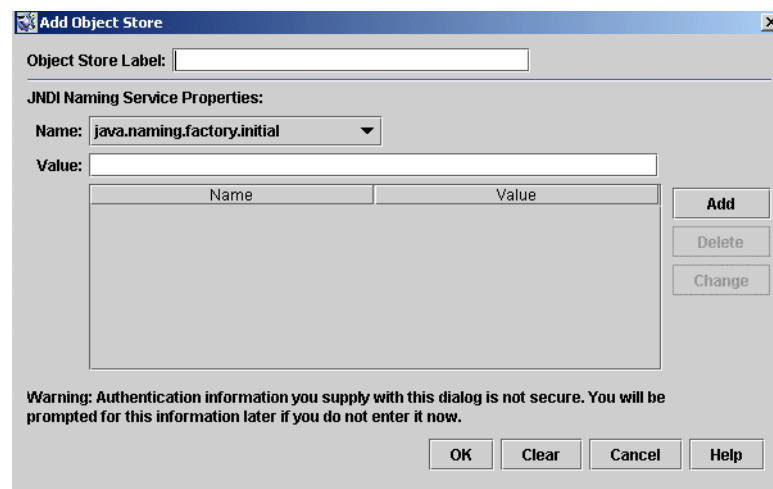 Add Object Store
Object Store Label:
JNDI Naming Service Properties:
Name: java.naming.factory.initial
Value:
Name Value
Add
Delete
Change
Warning: Authentication information you supply with this dialog is not secure. You will be
prompted for this information later if you do not enter it now.
OK Clear Cancel Help